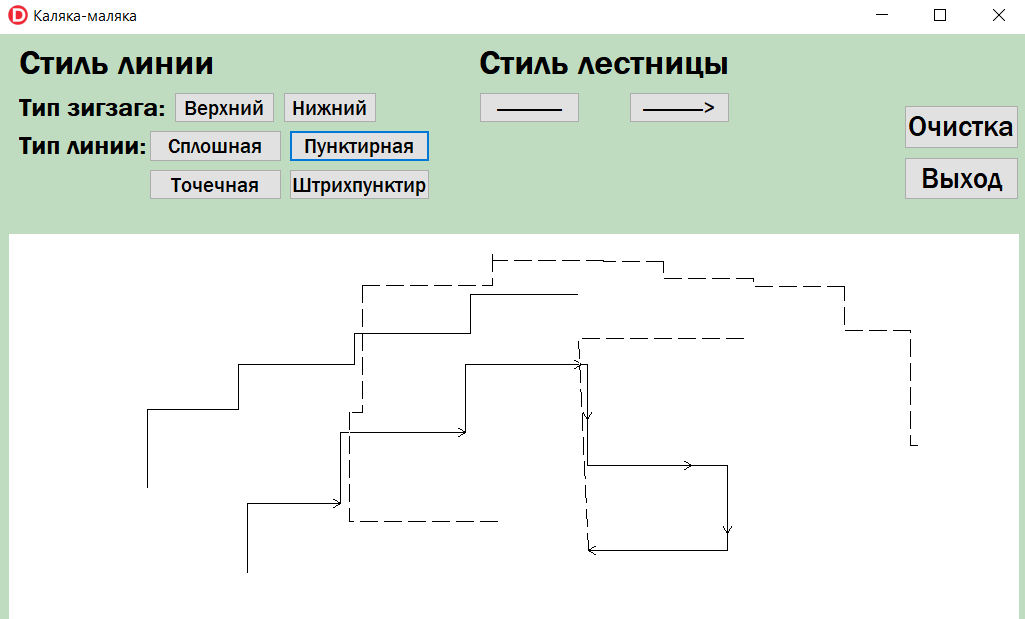 Каляка-маляка
Стиль линии
Стиль лестницы
Тип зигзага: Верхний Нижний
Тип линии: Сплошная Пунктирная
Точечная Штрихпунктир
Очистка
Выход